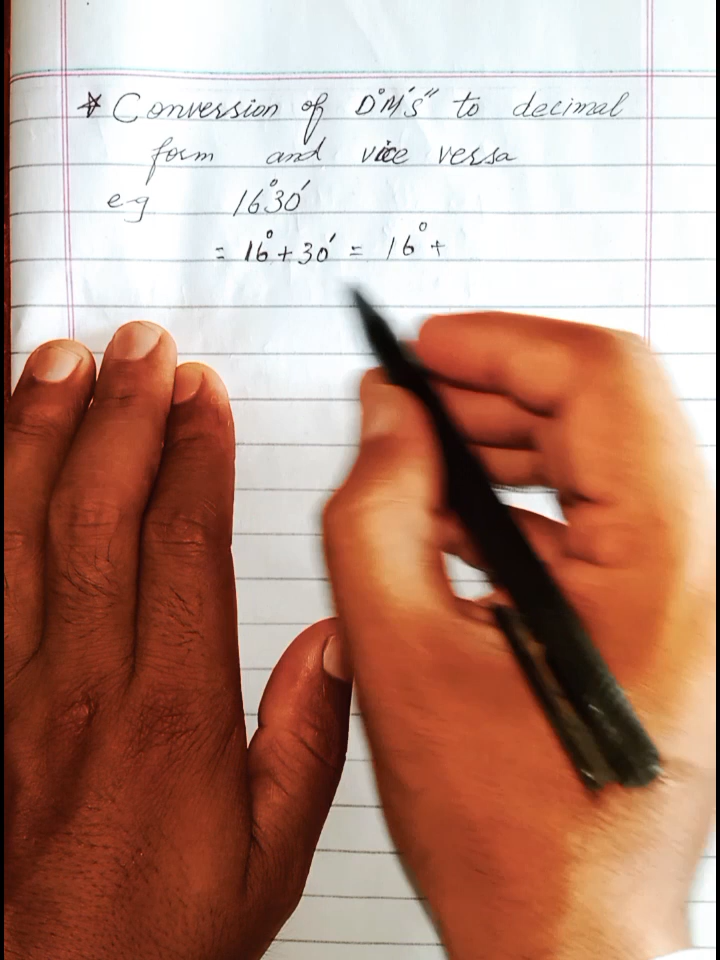 * Conversion of D°M'S" to decimal
form and vice versa
e.g 16°30'
= 16° + 30' = 16° +